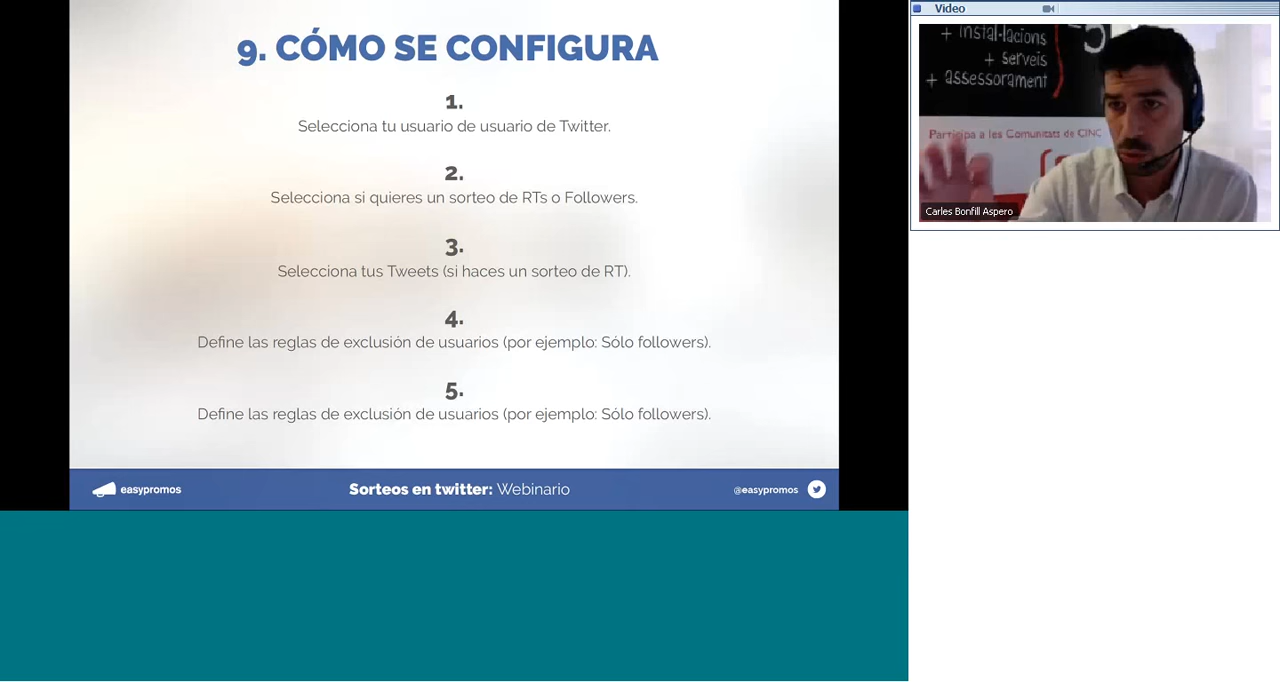 9. CÓMO SE CONFIGURA
1.
Selecciona tu usuario de usuario de Twitter.
2.
Selecciona si quieres un sorteo de RTs o Followers.
3.
Selecciona tus Tweets (si haces un sorteo de RT).
4.
Define las reglas de exclusión de usuarios (por ejemplo: Sólo followers).
5.
Define las reglas de exclusión de usuarios (por ejemplo: Sólo followers).
easypromos
Sorteos en twitter: Webinario
@easypromos
Video
+ instal·lacions
+ serveis
+ assessorament
5
Participa a les Comunitats de CINC
Carles Bonfill Aspero